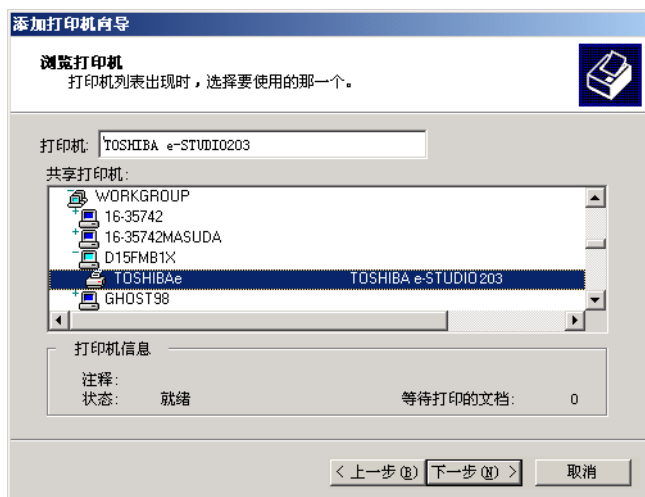 添加打印机向导
浏览打印机
打印机列表出现时，选择要使用的那一个。
打印机: TOSHIBA e-STUDIO203
共享打印机:
WORKGROUP
16-35742
16-35742MASUDA
D15FMB1X
TOSHIBAe TOSHIBA e-STUDIO203
GHOST98
打印机信息
注释:
状态: 就绪 等待打印的文档: 0
< 上一步(B) 下一步(N) > 取消